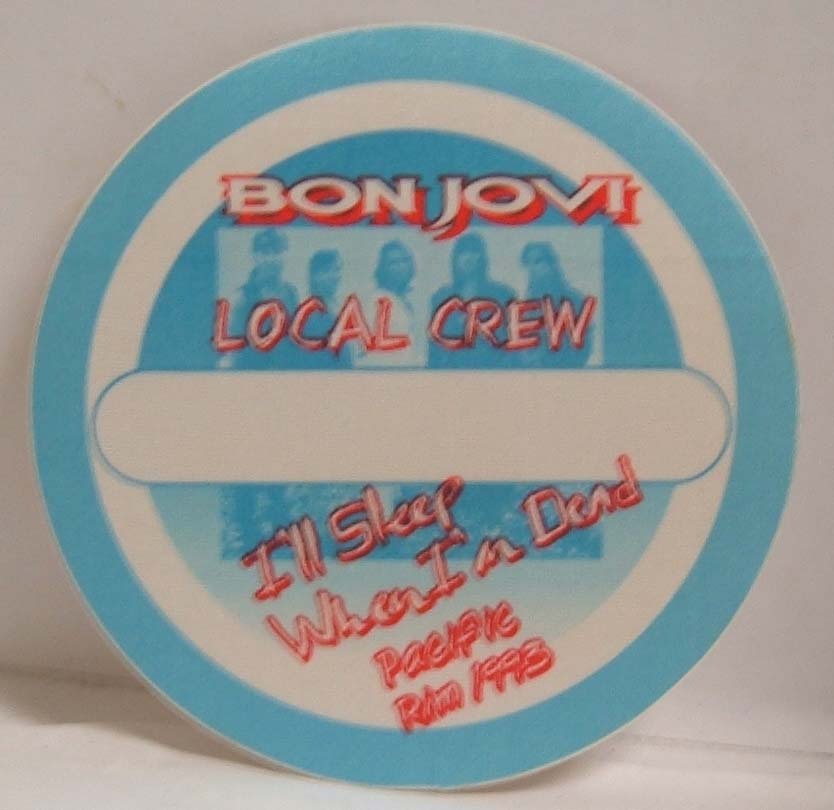 BON JOVI
LOCAL CREW
I'll Sleep
When I'm Dead
Pacific
Rim 1993